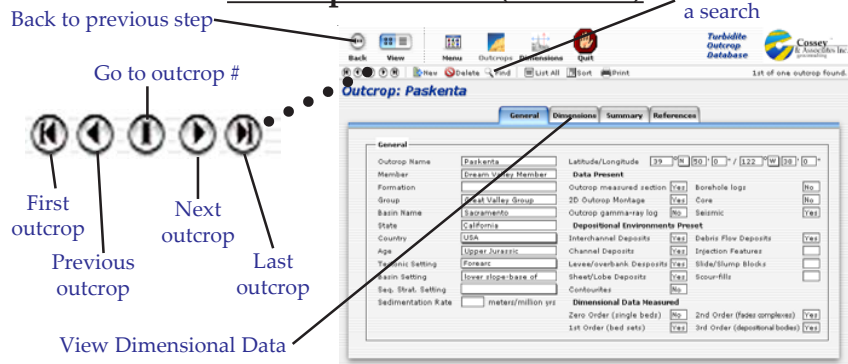 Back to previous step
a search
Go to outcrop #
First outcrop
Previous outcrop
Next outcrop
Last outcrop
View Dimensional Data
Back
View
Menu
Outcrops
Dimensions
Quit
Turbidite Outcrop Database
Cossey
& Associates Inc.
New
Delete
Find
List All
Sort
Print
1st of one outcrop found.
Outcrop: Paskenta
General
Dimensions
Summary
References
General
Outcrop Name Paskenta
Member Dream Valley Member
Formation
Group Great Valley Group
Basin Name Sacramento
State California
Country USA
Age Upper Jurassic
Tectonic Setting Forearc
Basin Setting lower slope-base of
Seq. Strat. Setting
Sedimentation Rate meters/million yrs
Latitude/Longitude 39 ° N 50 ' 0 " / 122 ° W 38 ' 0 "
Data Present
Outcrop measured section Yes Borehole logs No
2D Outcrop Montage Yes Core No
Outcrop gamma-ray log No Seismic Yes
Depositional Environments Preset
Interchannel Deposits Yes Debris Flow Deposits Yes
Channel Deposits Yes Injection Features
Levee/overbank Desposits Yes Slide/Slump Blocks
Sheet/Lobe Deposits Yes Scour-fills
Contourites No
Dimensional Data Measured
Zero Order (single beds) No 2nd Order (facies complexes) Yes
1st Order (bed sets) Yes 3rd Order (depositional bodies) Yes